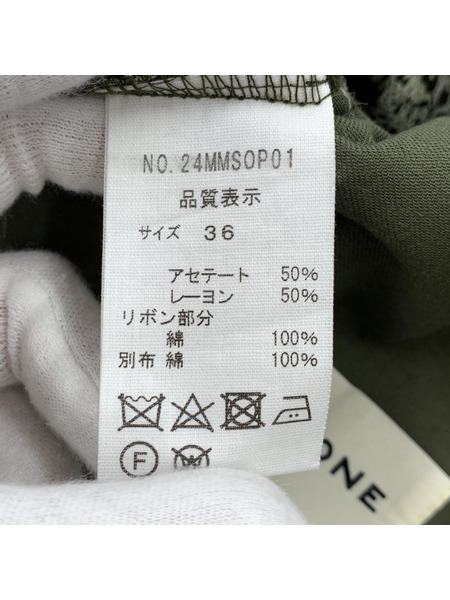 NO. 24MMSOP01
品質表示
サイズ 36
アセテート 50%
レーヨン 50%
リボン部分
綿 100%
別布 綿 100%
F
W
ONE